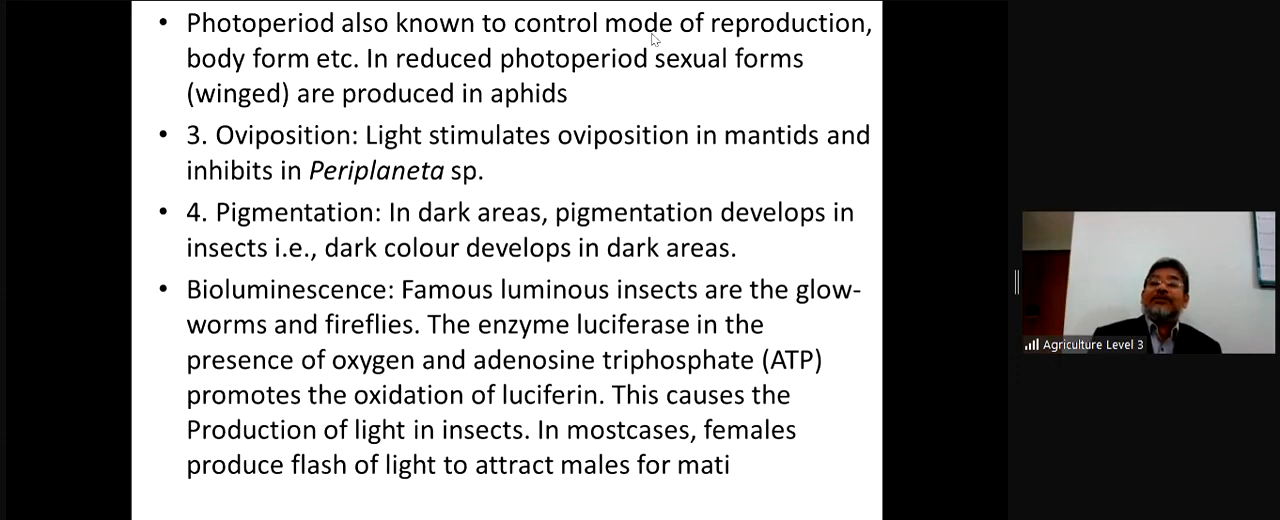 • Photoperiod also known to control mode of reproduction,
body form etc. In reduced photoperiod sexual forms
(winged) are produced in aphids
• 3. Oviposition: Light stimulates oviposition in mantids and
inhibits in Periplaneta sp.
• 4. Pigmentation: In dark areas, pigmentation develops in
insects i.e., dark colour develops in dark areas.
• Bioluminescence: Famous luminous insects are the glow-
worms and fireflies. The enzyme luciferase in the
presence of oxygen and adenosine triphosphate (ATP)
promotes the oxidation of luciferin. This causes the
Production of light in insects. In mostcases, females
produce flash of light to attract males for mati
Agriculture Level 3